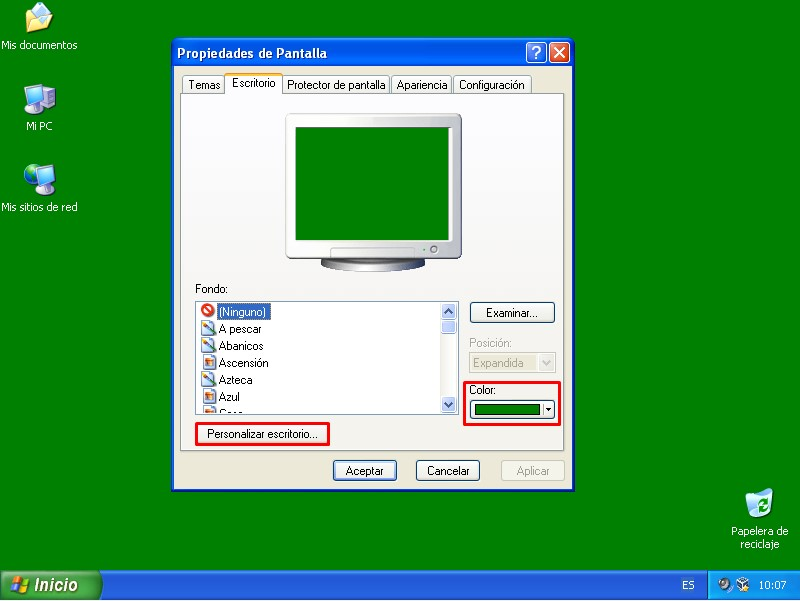 Mis documentos
Mi PC
Mis sitios de red
Propiedades de Pantalla
Temas
Escritorio
Protector de pantalla
Apariencia
Configuración
Fondo:
(Ninguno)
A pescar
Abanicos
Ascensión
Azteca
Azul
Examinar...
Posición:
Expandida
Color:
Personalizar escritorio...
Aceptar
Cancelar
Aplicar
Papelera de
reciclaje
Inicio
ES
10:07